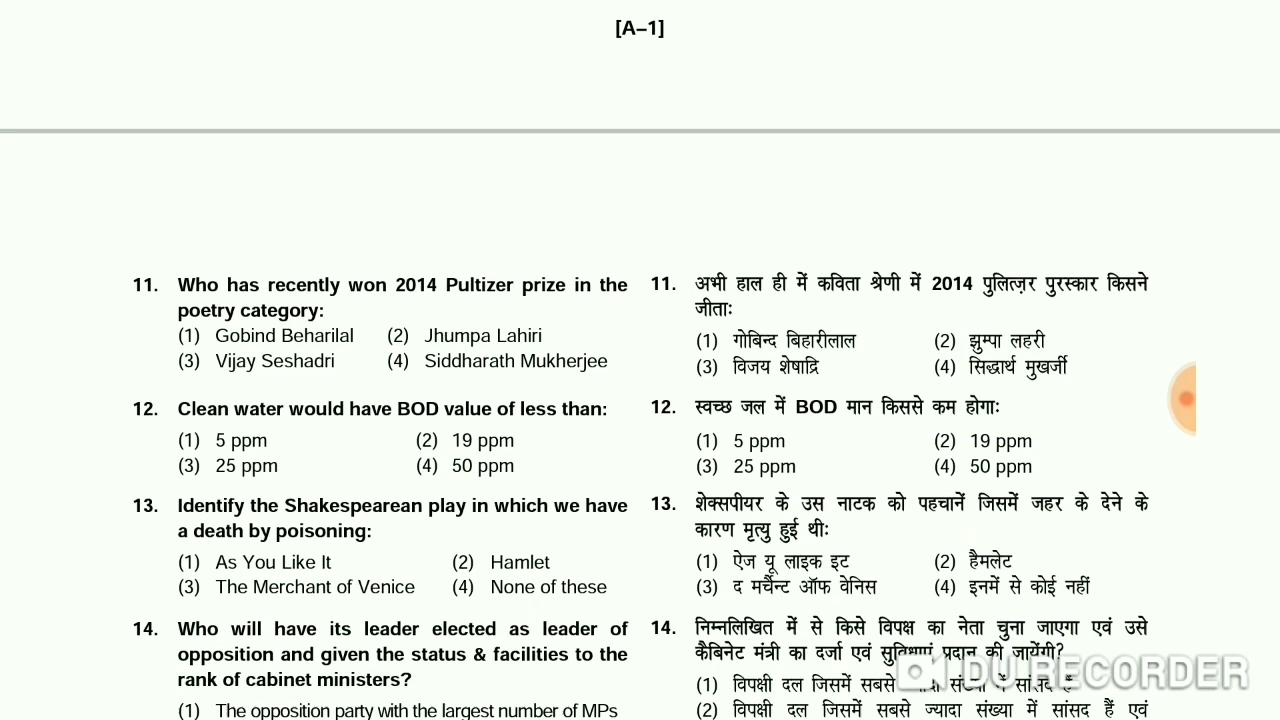 [A–1]
11. Who has recently won 2014 Pultizer prize in the
poetry category:
(1) Gobind Beharilal (2) Jhumpa Lahiri
(3) Vijay Seshadri (4) Siddharath Mukherjee
12. Clean water would have BOD value of less than:
(1) 5 ppm (2) 19 ppm
(3) 25 ppm (4) 50 ppm
13. Identify the Shakespearean play in which we have
a death by poisoning:
(1) As You Like It (2) Hamlet
(3) The Merchant of Venice (4) None of these
14. Who will have its leader elected as leader of
opposition and given the status & facilities to the
rank of cabinet ministers?
(1) The opposition party with the largest number of MPs
11. अभी हाल ही में कविता श्रेणी में 2014 पुलित्ज़र पुरस्कार किसने
जीताः
(1) गोबिन्द बिहारीलाल (2) झुम्पा लहरी
(3) विजय शेषाद्रि (4) सिद्धार्थ मुखर्जी
12. स्वच्छ जल में BOD मान किससे कम होगाः
(1) 5 ppm (2) 19 ppm
(3) 25 ppm (4) 50 ppm
13. शेक्सपीयर के उस नाटक को पहचानें जिसमें जहर के देने के
कारण मृत्यु हुई थीः
(1) ऐज यू लाइक इट (2) हैमलेट
(3) द मर्चैन्ट ऑफ वेनिस (4) इनमें से कोई नहीं
14. निम्नलिखित में से किसे विपक्ष का नेता चुना जाएगा एवं उसे
कैबिनेट मंत्री का दर्जा एवं सुविधाएं प्रदान की जायेंगी?
(1) विपक्षी दल जिसमें सबसे ज्यादा संख्या में सांसद हैं
(2) विपक्षी दल जिसमें सबसे ज्यादा संख्या में सांसद हैं एवं
DU RECORDER